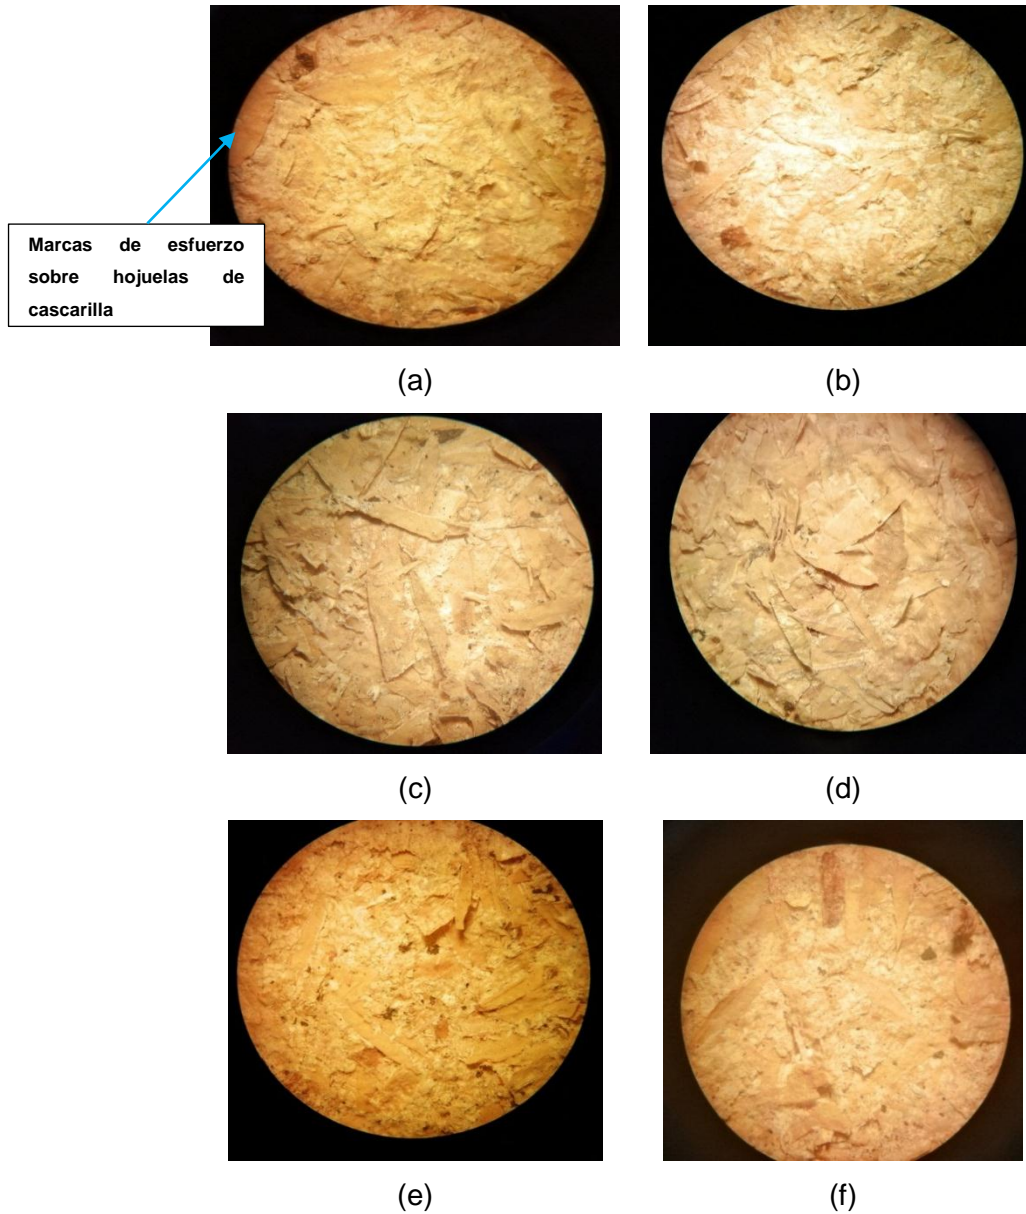 Marcas de esfuerzo
sobre hojuelas de
cascarilla
(a)
(b)
(c)
(d)
(e)
(f)